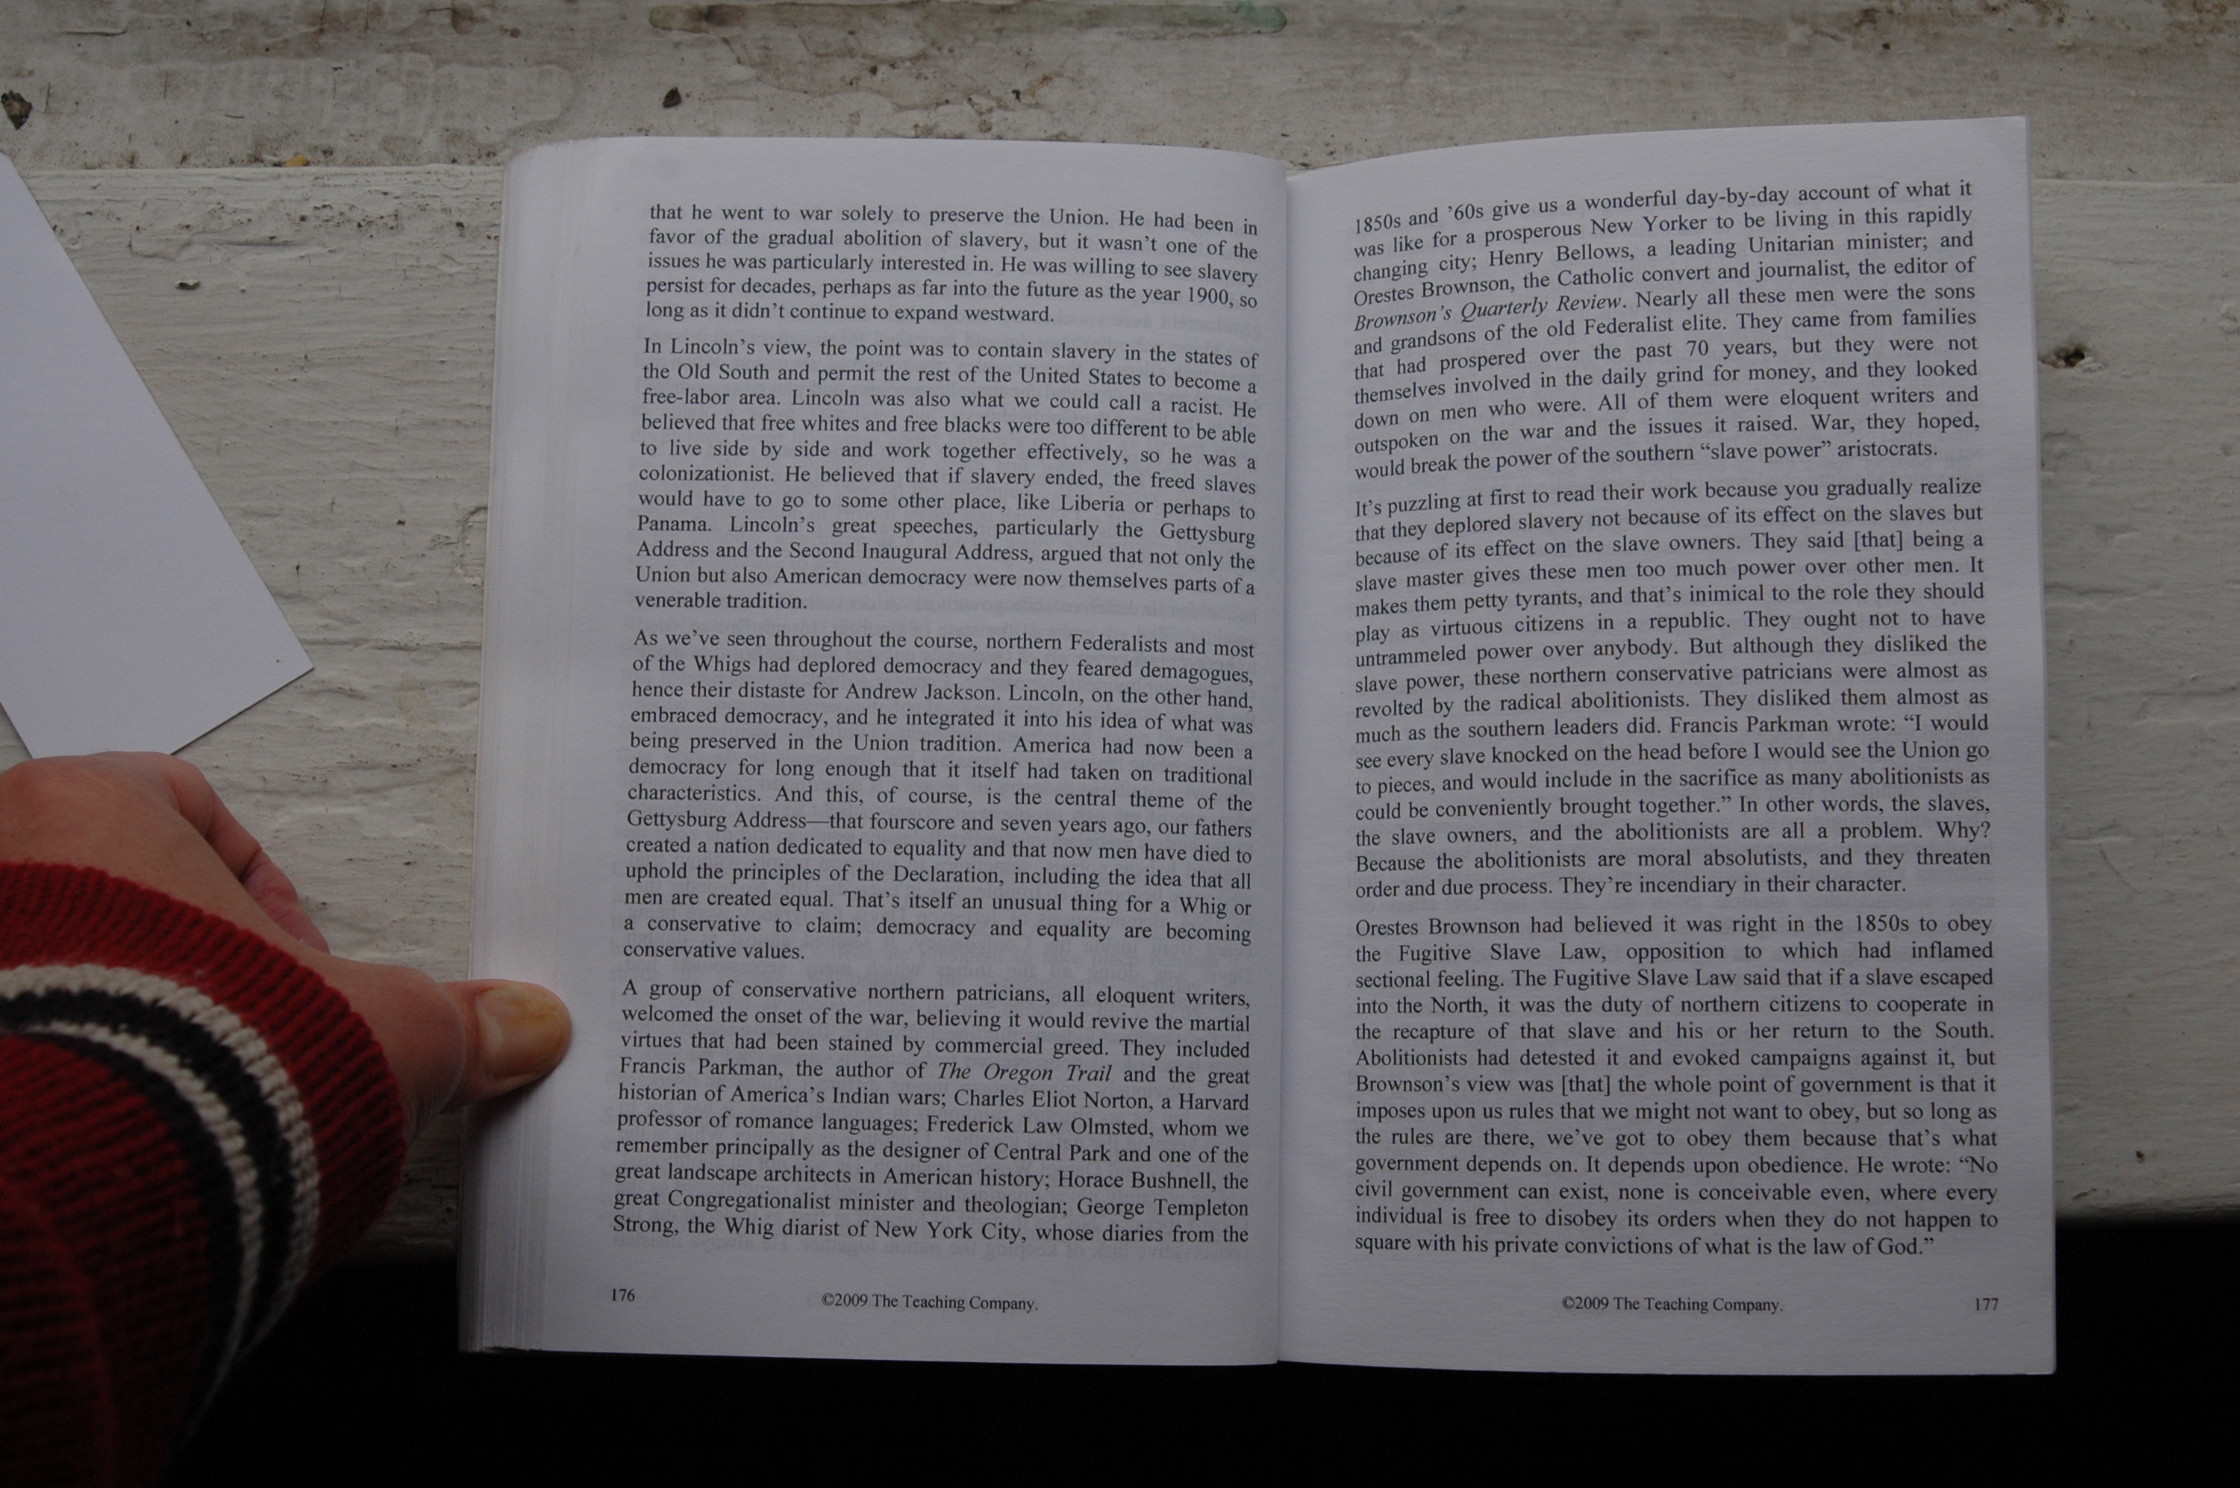 that he went to war solely to preserve the Union. He had been in
favor of the gradual abolition of slavery, but it wasn't one of the
issues he was particularly interested in. He was willing to see slavery
persist for decades, perhaps as far into the future as the year 1900, so
long as it didn't continue to expand westward.
In Lincoln's view, the point was to contain slavery in the states of
the Old South and permit the rest of the United States to become a
free-labor area. Lincoln was also what we could call a racist. He
believed that free whites and free blacks were too different to be able
to live side by side and work together effectively, so he was a
colonizationist. He believed that if slavery ended, the freed slaves
would have to go to some other place, like Liberia or perhaps to
Panama. Lincoln's great speeches, particularly the Gettysburg
Address and the Second Inaugural Address, argued that not only the
Union but also American democracy were now themselves parts of a
venerable tradition.
As we've seen throughout the course, northern Federalists and most
of the Whigs had deplored democracy and they feared demagogues,
hence their distaste for Andrew Jackson. Lincoln, on the other hand,
embraced democracy, and he integrated it into his idea of what was
being preserved in the Union tradition. America had now been a
democracy for long enough that it itself had taken on traditional
characteristics. And this, of course, is the central theme of the
Gettysburg Address—that fourscore and seven years ago, our fathers
created a nation dedicated to equality and that now men have died to
uphold the principles of the Declaration, including the idea that all
men are created equal. That's itself an unusual thing for a Whig or
a conservative to claim; democracy and equality are becoming
conservative values.
A group of conservative northern patricians, all eloquent writers,
welcomed the onset of the war, believing it would revive the martial
virtues that had been stained by commercial greed. They included
Francis Parkman, the author of The Oregon Trail and the great
historian of America's Indian wars; Charles Eliot Norton, a Harvard
professor of romance languages; Frederick Law Olmsted, whom we
remember principally as the designer of Central Park and one of the
great landscape architects in American history; Horace Bushnell, the
great Congregationalist minister and theologian; George Templeton
Strong, the Whig diarist of New York City, whose diaries from the
176
©2009 The Teaching Company.
1850s and '60s give us a wonderful day-by-day account of what it
was like for a prosperous New Yorker to be living in this rapidly
changing city; Henry Bellows, a leading Unitarian minister; and
Orestes Brownson, the Catholic convert and journalist, the editor of
Brownson's Quarterly Review. Nearly all these men were the sons
and grandsons of the old Federalist elite. They came from families
that had prospered over the past 70 years, but they were not
themselves involved in the daily grind for money, and they looked
down on men who were. All of them were eloquent writers and
outspoken on the war and the issues it raised. War, they hoped,
would break the power of the southern "slave power" aristocrats.
It's puzzling at first to read their work because you gradually realize
that they deplored slavery not because of its effect on the slaves but
because of its effect on the slave owners. They said [that] being a
slave master gives these men too much power over other men. It
makes them petty tyrants, and that's inimical to the role they should
play as virtuous citizens in a republic. They ought not to have
untrammeled power over anybody. But although they disliked the
slave power, these northern conservative patricians were almost as
revolted by the radical abolitionists. They disliked them almost as
much as the southern leaders did. Francis Parkman wrote: "I would
see every slave knocked on the head before I would see the Union go
to pieces, and would include in the sacrifice as many abolitionists as
could be conveniently brought together." In other words, the slaves,
the slave owners, and the abolitionists are all a problem. Why?
Because the abolitionists are moral absolutists, and they threaten
order and due process. They're incendiary in their character.
Orestes Brownson had believed it was right in the 1850s to obey
the Fugitive Slave Law, opposition to which had inflamed
sectional feeling. The Fugitive Slave Law said that if a slave escaped
into the North, it was the duty of northern citizens to cooperate in
the recapture of that slave and his or her return to the South.
Abolitionists had detested it and evoked campaigns against it, but
Brownson's view was [that] the whole point of government is that it
imposes upon us rules that we might not want to obey, but so long as
the rules are there, we've got to obey them because that's what
government depends on. It depends upon obedience. He wrote: "No
civil government can exist, none is conceivable even, where every
individual is free to disobey its orders when they do not happen to
square with his private convictions of what is the law of God."
©2009 The Teaching Company.
177